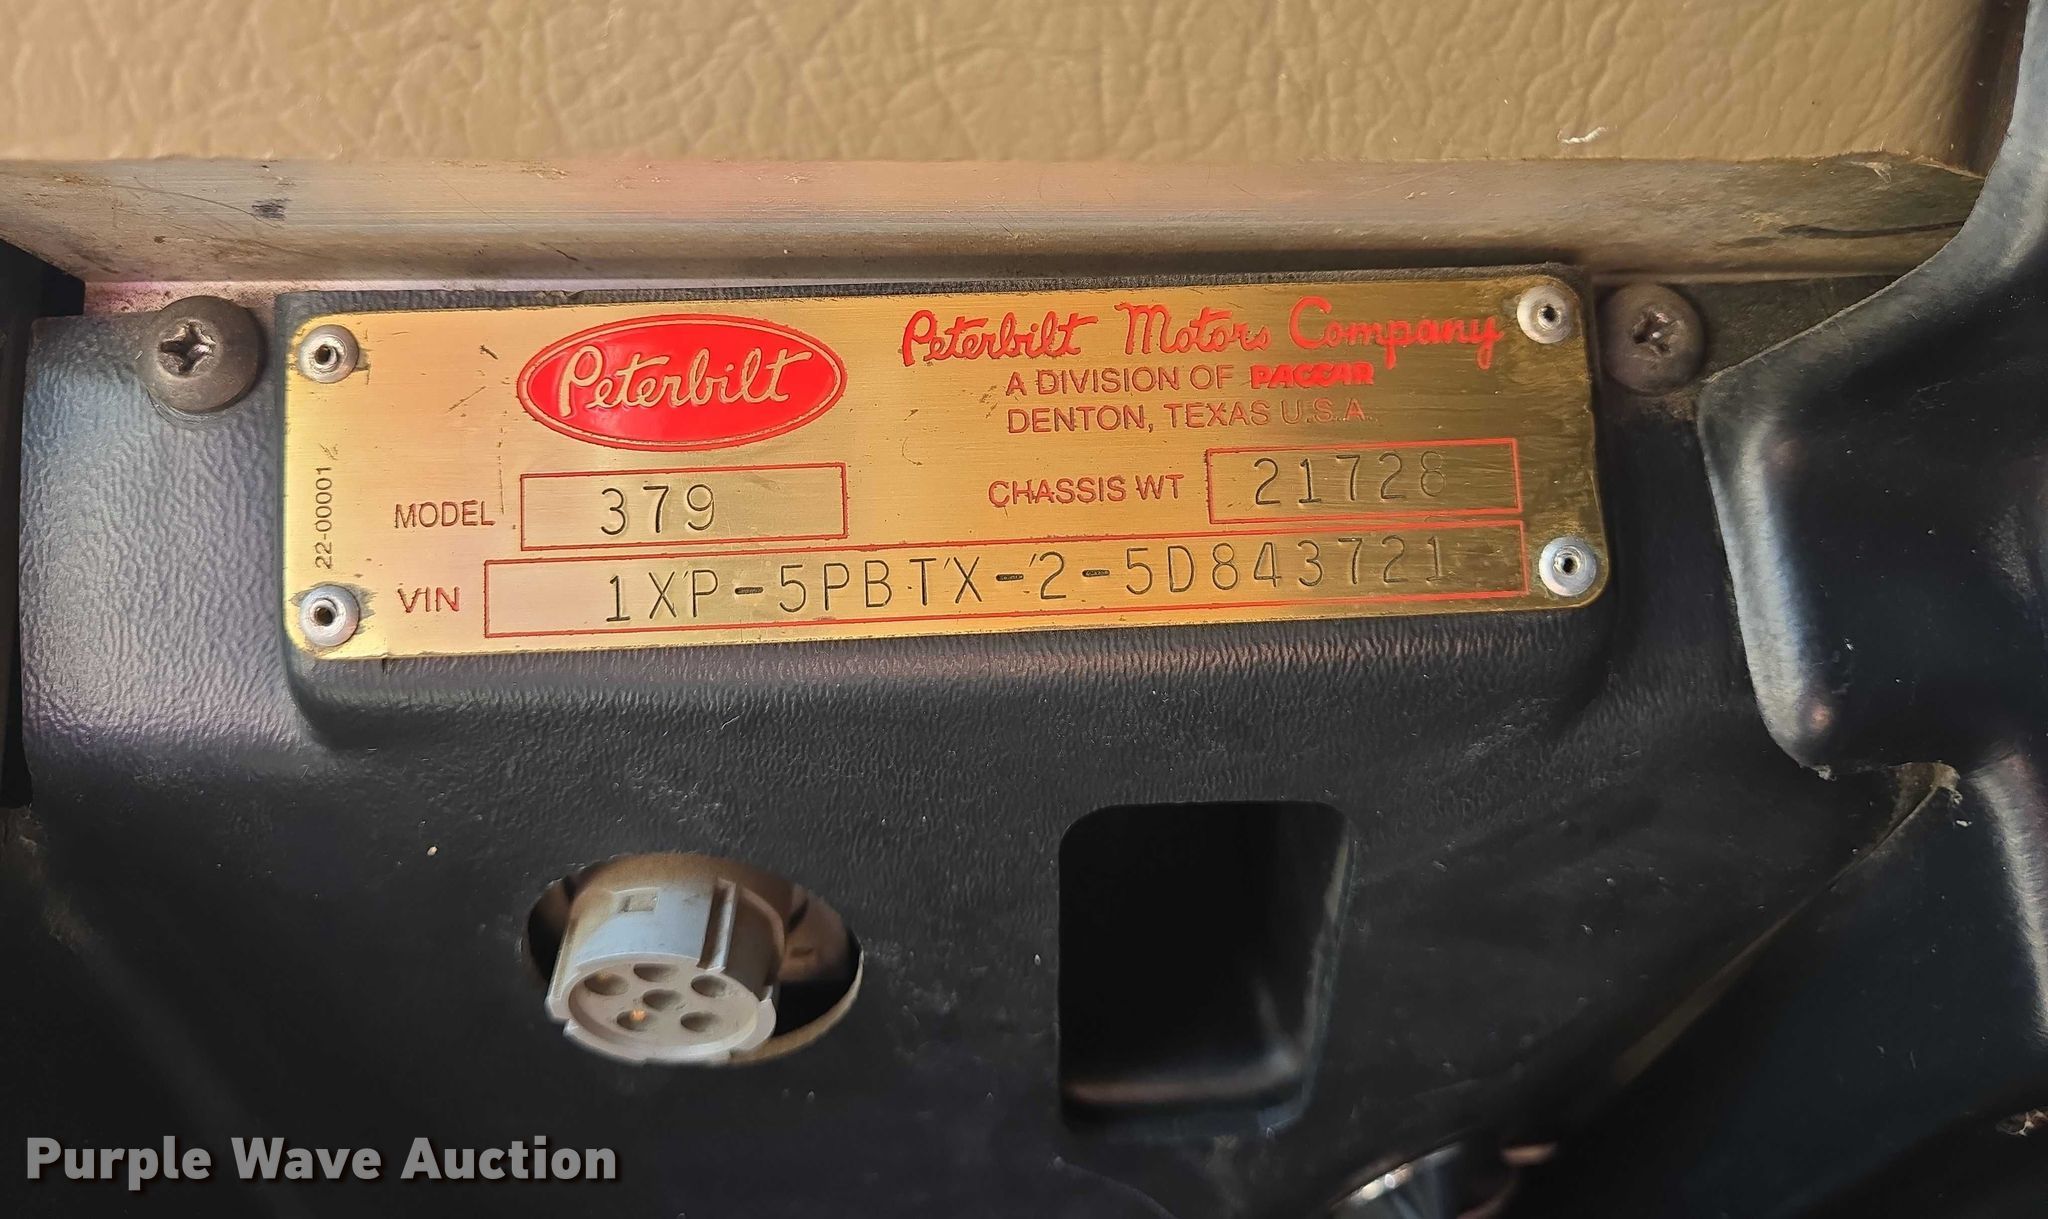 Peterbilt
Peterbilt Motors Company
A DIVISION OF PACCAR
DENTON, TEXAS U.S.A.
22-00001
MODEL 379
CHASSIS WT 21728
VIN 1XP-5PBTX-2-5D843721
Purple Wave Auction